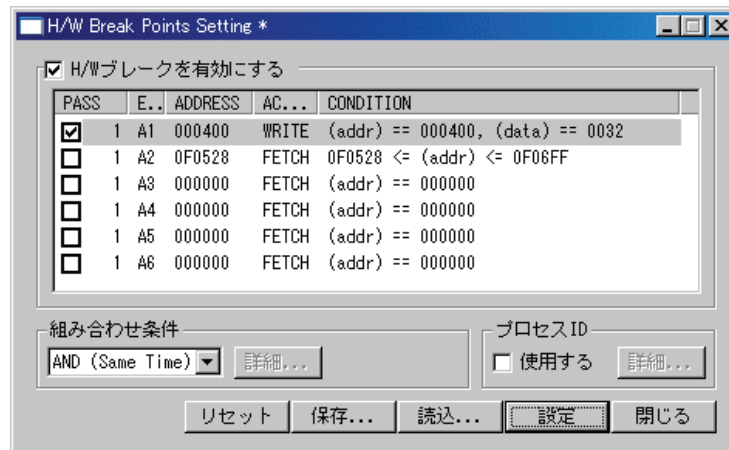 H/W Break Points Setting *
H/Wブレークを有効にする
PASS E.. ADDRESS AC... CONDITION
1 A1 000400 WRITE (addr) == 000400, (data) == 0032
1 A2 0F0528 FETCH 0F0528 <= (addr) <= 0F06FF
1 A3 000000 FETCH (addr) == 000000
1 A4 000000 FETCH (addr) == 000000
1 A5 000000 FETCH (addr) == 000000
1 A6 000000 FETCH (addr) == 000000
組み合わせ条件 プロセスID
AND (Same Time) 詳細... 使用する 詳細...
リセット 保存... 読込... 設定 閉じる